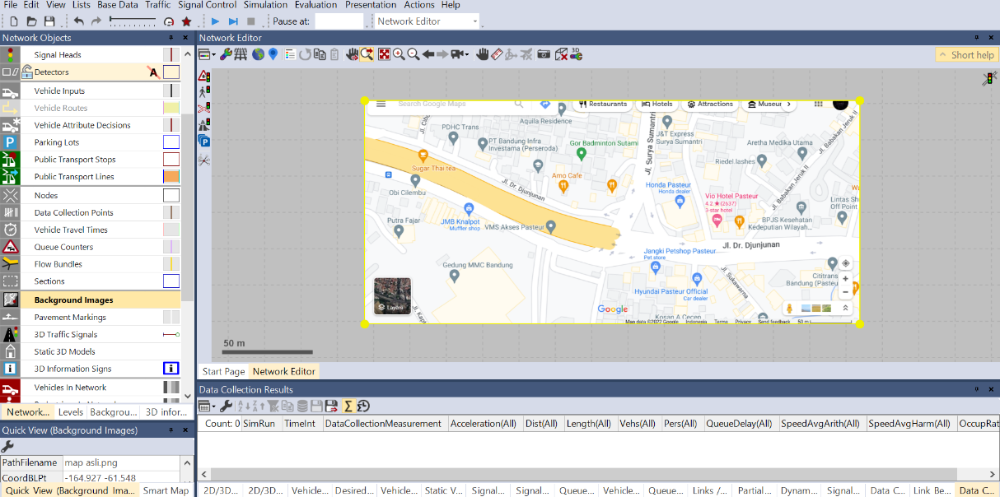 File Edit View Lists Base Data Traffic Signal Control Simulation Evaluation Presentation Actions Help
Pause at: Network Editor
Network Objects
Signal Heads
Detectors
Vehicle Inputs
Vehicle Routes
Vehicle Attribute Decisions
Parking Lots
Public Transport Stops
Public Transport Lines
Nodes
Data Collection Points
Vehicle Travel Times
Queue Counters
Flow Bundles
Sections
Background Images
Pavement Markings
3D Traffic Signals
Static 3D Models
3D Information Signs
Vehicles In Network
Network... Levels Backgrou... 3D infor...
Quick View (Background Images)
PathFilename map asli.png
CoordBLPt -164.927 -61.548
Quick View (Background Ima... Smart Map
Network Editor
Short help
Search Google Maps
Restaurants Hotels Attractions Museur
Aquila Residence
PDHC Trans
PT Bandung Infra
Investama (Perseroda)
Gor Badminton Sutami
J&T Express
Surya Sumantri
Jl. Surya Sumantri
Aretha Medika Utama
Riedel.lashes
Jl. Babakan Jeruk I
Jl. Babakan Jeruk II
Sugar Thai tea
Obi Cilembu
Amo Cafe
Jl. Dr. Djunjunan
Honda Pasteur
Honda dealer
Vio Hotel Pasteur
4.2 ★ (2637)
3-star hotel
Lintas Sh
Off Point
BPJS Kesehatan
Kedeputian Wilayah...
JMB Knalpot
Muffler shop
Putra Fajar
VMS Akses Pasteur
Jl. Dr. Djunjunan
Jangki Petshop Pasteur
Pet store
Gedung MMC Bandung
Jl. Sukawarna
Cititrans
Bandung (Pasteu
Hyundai Pasteur Official
Car dealer
Layers
Google
Kosan A Cecep
Map data ©2022 Google Indonesia Terms Privacy Send feedback 50 m
50 m
Start Page Network Editor
Data Collection Results
Count: 0 SimRun TimeInt DataCollectionMeasurement Acceleration(All) Dist(All) Length(All) Vehs(All) Pers(All) QueueDelay(All) SpeedAvgArith(All) SpeedAvgHarm(All) OccupRat
2D/3D... 2D/3D... Vehicle... Desired... Vehicle... Static V... Signal... Signal... Queue... Vehicle... Queue... Links /... Partial... Dynam... Signal... Data C... Link Be... Data C...